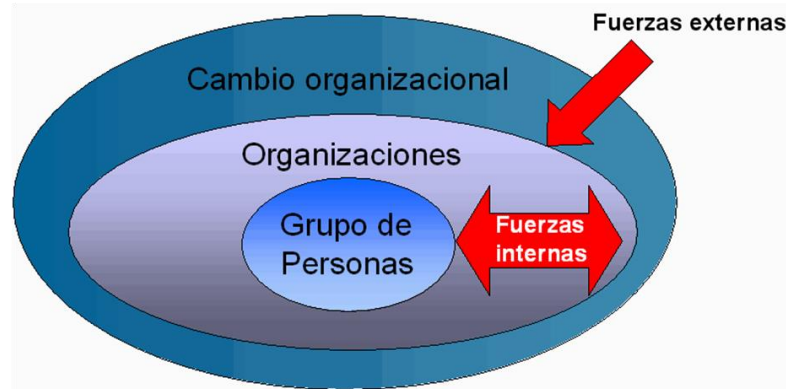 Fuerzas externas
Cambio organizacional
Organizaciones
Grupo de
Personas
Fuerzas
internas